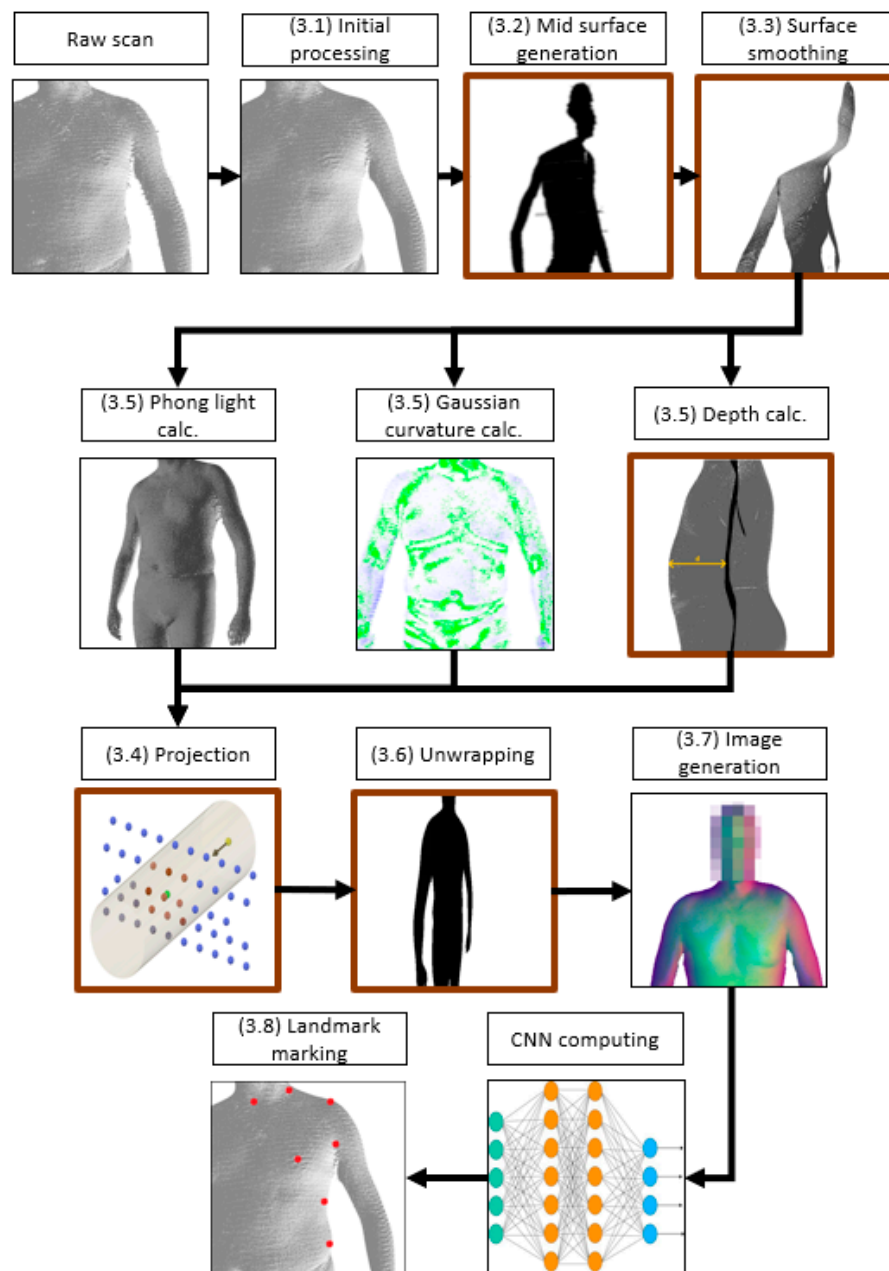 Raw scan
(3.1) Initial
processing
(3.2) Mid surface
generation
(3.3) Surface
smoothing
(3.5) Phong light
calc.
(3.5) Gaussian
curvature calc.
(3.5) Depth calc.
(3.4) Projection
(3.6) Unwrapping
(3.7) Image
generation
(3.8) Landmark
marking
CNN computing